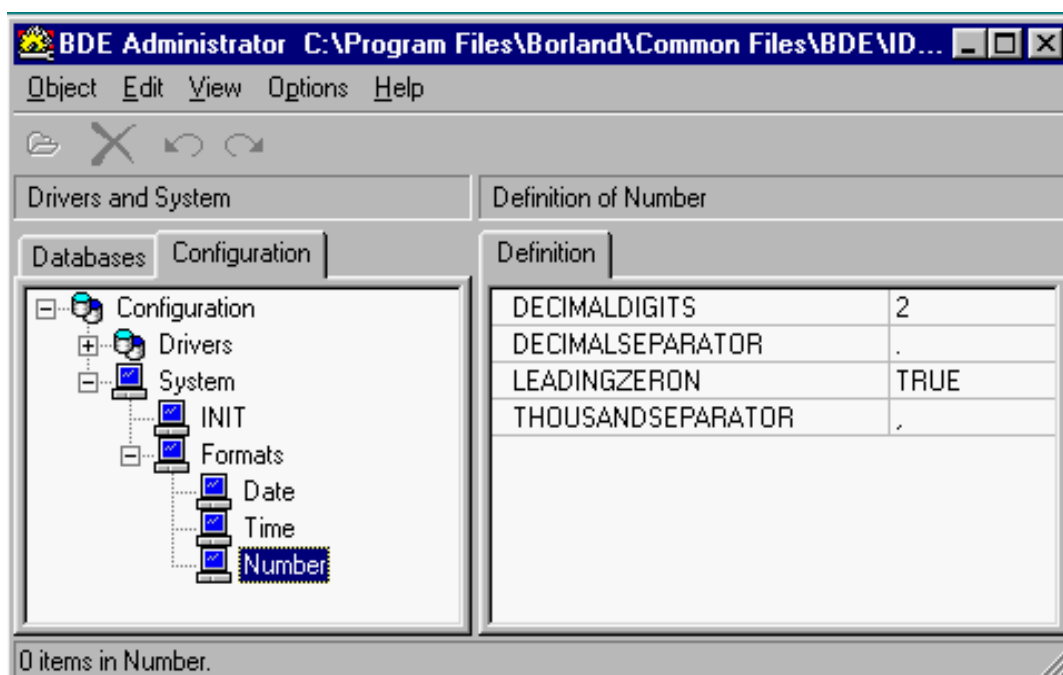 BDE Administrator C:\Program Files\Borland\Common Files\BDE\ID...
Object Edit View Options Help
Drivers and System
Definition of Number
Databases Configuration
Definition
Configuration
Drivers
System
INIT
Formats
Date
Time
Number
DECIMALDIGITS 2
DECIMALSEPARATOR .
LEADINGZERON TRUE
THOUSANDSEPARATOR ,
0 items in Number.